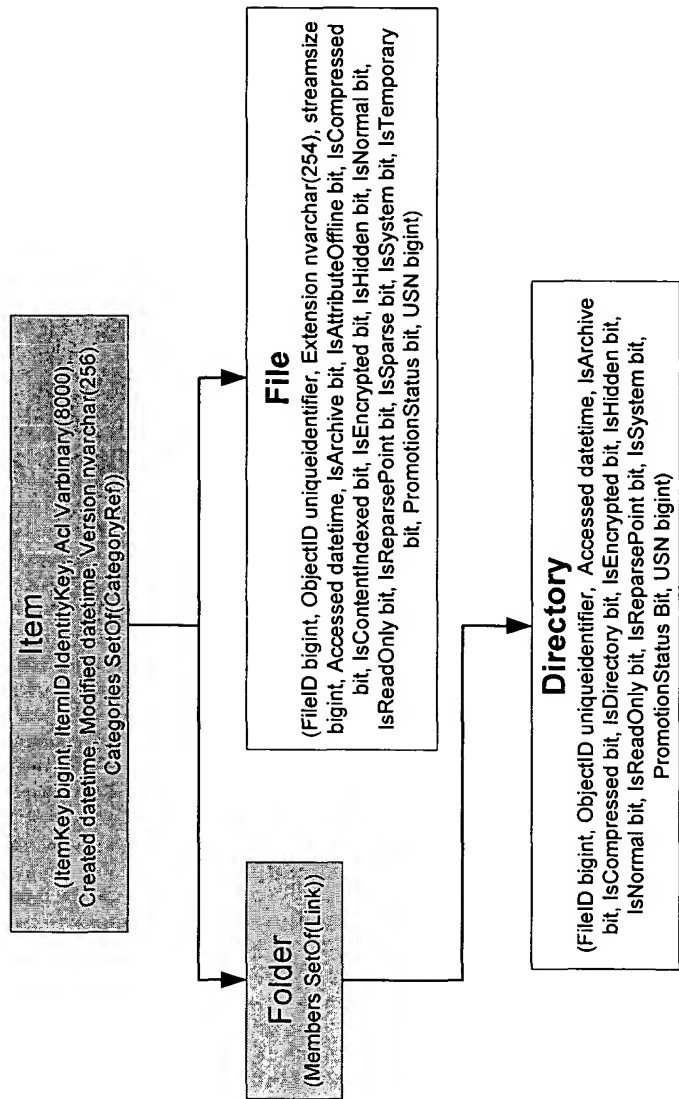 Item
(ItemKey bigint, ItemID IdentityKey, Acl Varbinary(8000),
Created datetime, Modified datetime, Version nvarchar(256),
Categories SetOf(CategoryRef))
Folder
(Members SetOf(Link))
File
(FileID bigint, ObjectID uniqueidentifier, Extension nvarchar(254), streamsize
bigint, Accessed datetime, IsArchive bit, IsAttributeOffline bit, IsCompressed
bit, IsContentIndexed bit, IsEncrypted bit, IsHidden bit, IsNormal bit,
IsReadOnly bit, IsReparsePoint bit, IsSparse bit, IsSystem bit, IsTemporary
bit, PromotionStatus bit, USN bigint)
Directory
(FileID bigint, ObjectID uniqueidentifier, Accessed datetime, IsArchive
bit, IsCompressed bit, IsDirectory bit, IsEncrypted bit, IsHidden bit,
IsNormal bit, IsReadOnly bit, IsReparsePoint bit, IsSystem bit,
PromotionStatus Bit, USN bigint)